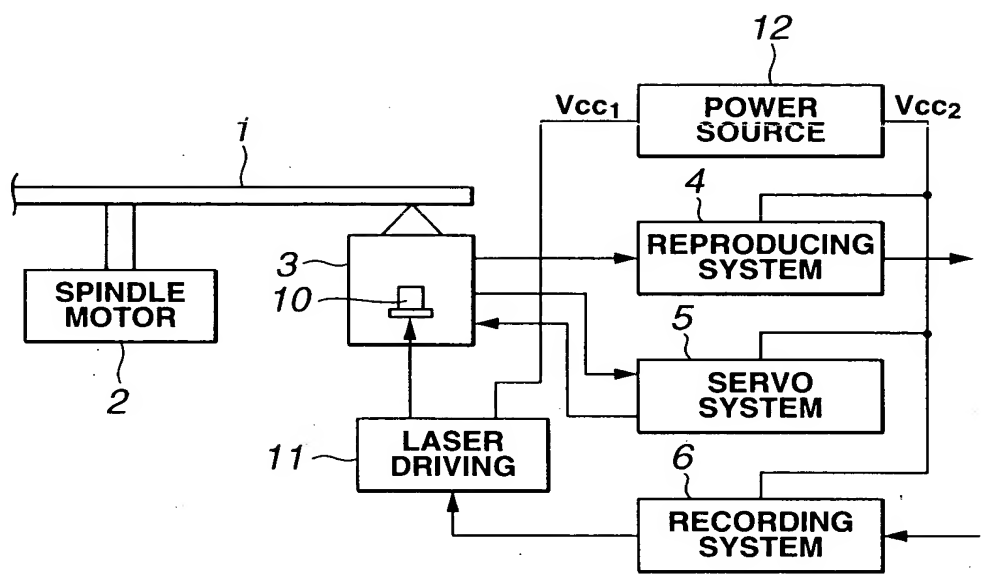 12
Vcc1
POWER
SOURCE
Vcc2
1
4
REPRODUCING
SYSTEM
3
10
SPINDLE
MOTOR
2
5
SERVO
SYSTEM
11
LASER
DRIVING
6
RECORDING
SYSTEM